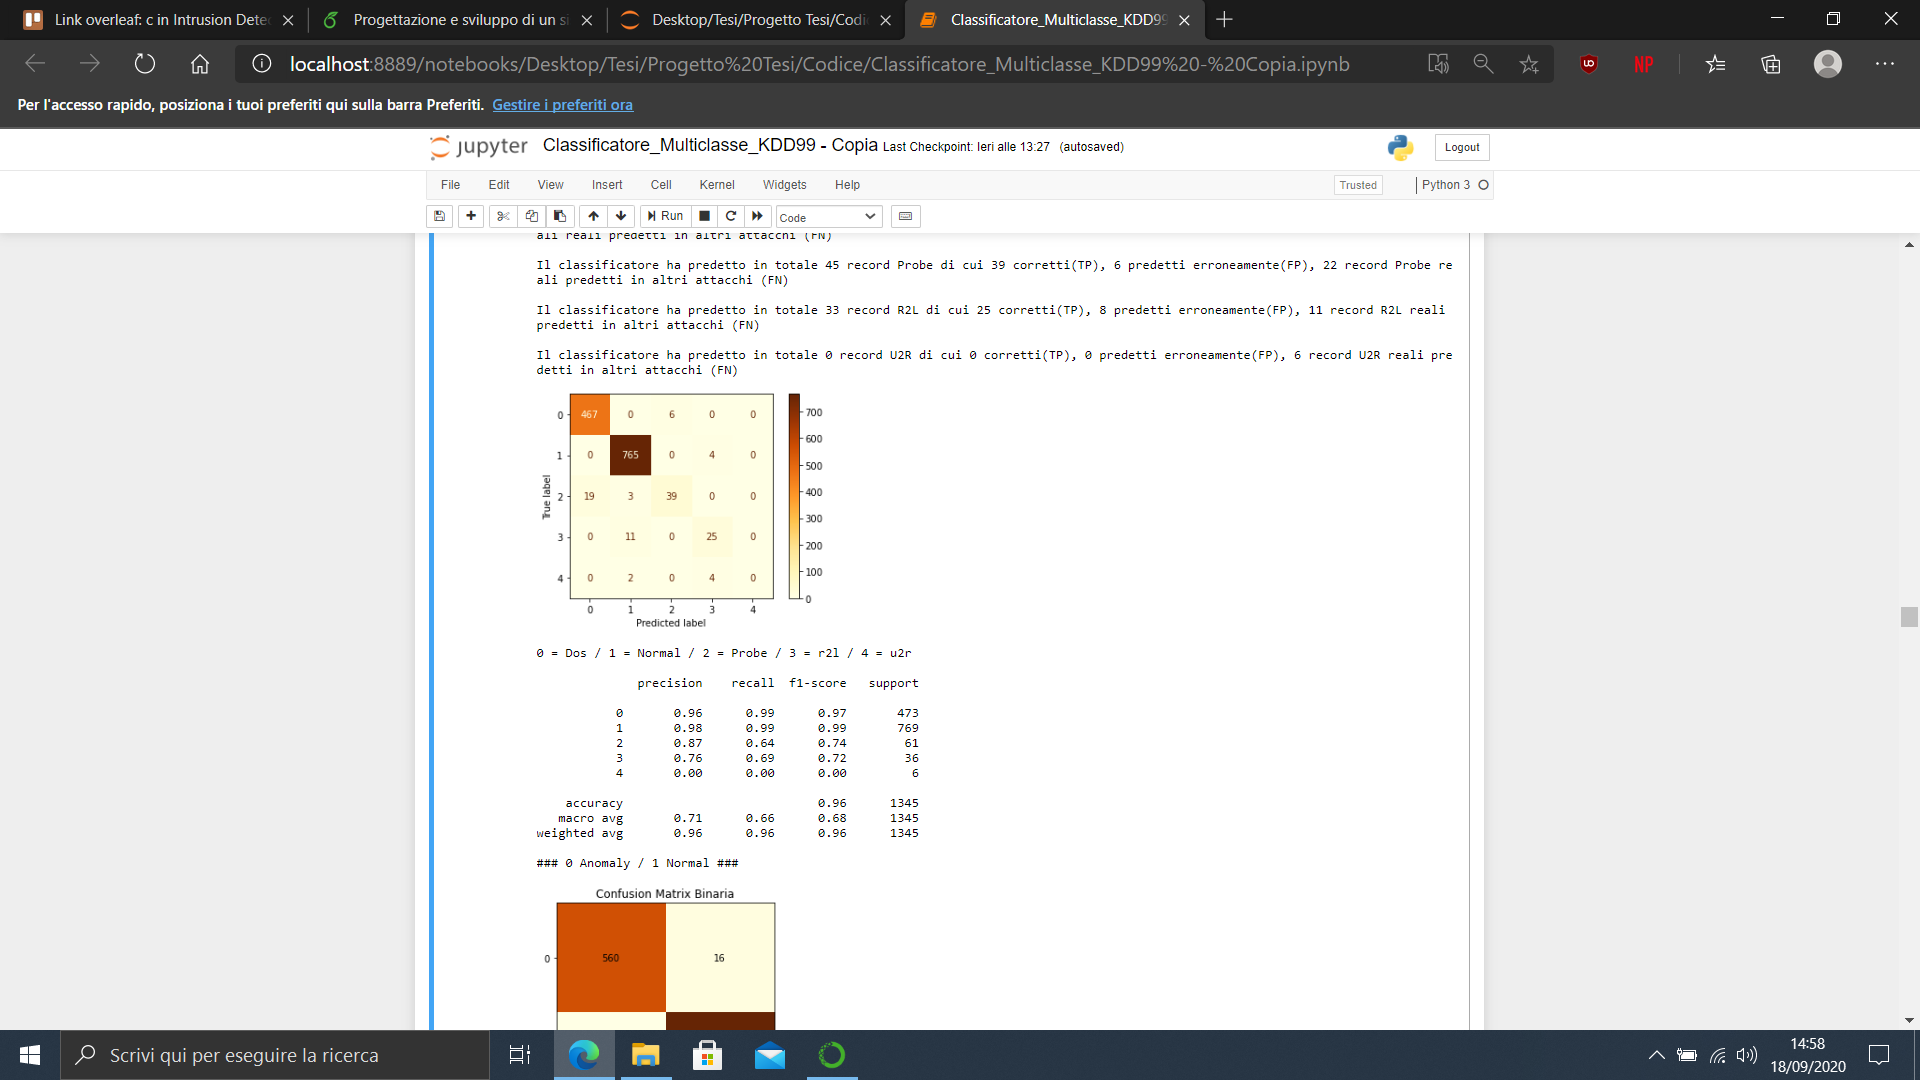 Link overleaf: c in Intrusion Dete
Progettazione e sviluppo di un si
Desktop/Tesi/Progetto Tesi/Codi
Classificatore_Multiclasse_KDD99
localhost:8889/notebooks/Desktop/Tesi/Progetto%20Tesi/Codice/Classificatore_Multiclasse_KDD99%20-%20Copia.ipynb
NP
Per l'accesso rapido, posiziona i tuoi preferiti qui sulla barra Preferiti. Gestire i preferiti ora
jupyter Classificatore_Multiclasse_KDD99 - Copia Last Checkpoint: Ieri alle 13:27 (autosaved)
Logout
File Edit View Insert Cell Kernel Widgets Help
Trusted Python 3
Run Code
ali reali predetti in altri attacchi (FN)
Il classificatore ha predetto in totale 45 record Probe di cui 39 corretti(TP), 6 predetti erroneamente(FP), 22 record Probe re
ali predetti in altri attacchi (FN)
Il classificatore ha predetto in totale 33 record R2L di cui 25 corretti(TP), 8 predetti erroneamente(FP), 11 record R2L reali
predetti in altri attacchi (FN)
Il classificatore ha predetto in totale 0 record U2R di cui 0 corretti(TP), 0 predetti erroneamente(FP), 6 record U2R reali pre
detti in altri attacchi (FN)
0 467 0 6 0 0
1 0 765 0 4 0
2 19 3 39 0 0
3 0 11 0 25 0
4 0 2 0 4 0
0 1 2 3 4
True label
Predicted label
700
600
500
400
300
200
100
0
0 = Dos / 1 = Normal / 2 = Probe / 3 = r2l / 4 = u2r
precision recall f1-score support
0 0.96 0.99 0.97 473
1 0.98 0.99 0.99 769
2 0.87 0.64 0.74 61
3 0.76 0.69 0.72 36
4 0.00 0.00 0.00 6
accuracy 0.96 1345
macro avg 0.71 0.66 0.68 1345
weighted avg 0.96 0.96 0.96 1345
### 0 Anomaly / 1 Normal ###
Confusion Matrix Binaria
0 560 16
Scrivi qui per eseguire la ricerca
14:58
18/09/2020